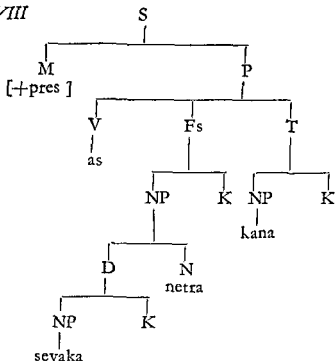 VIII
S
M P
[+pres ]
V Fs T
as
NP K NP K
kana
D N
netra
NP K
sevaka